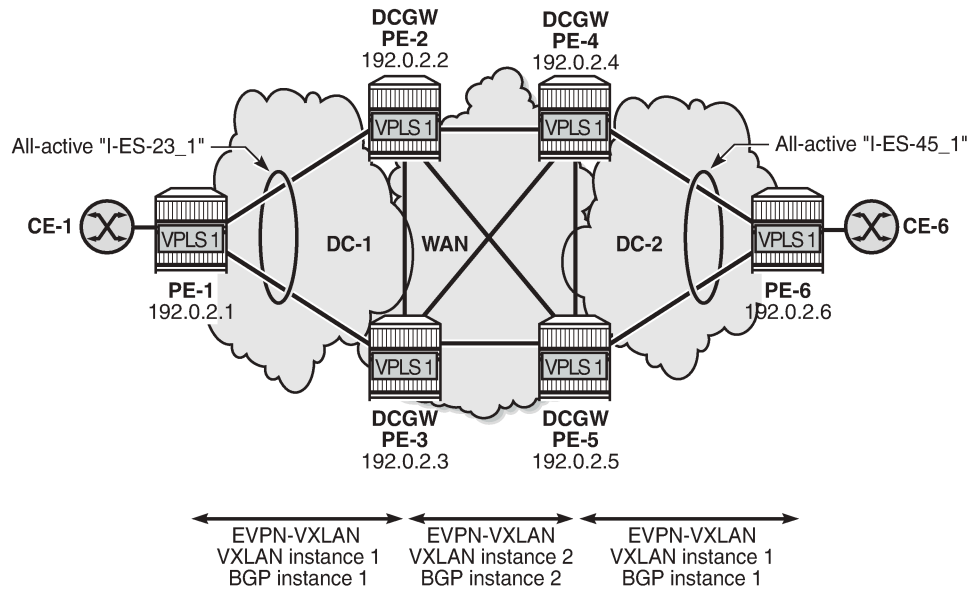 DCGW
PE-2
192.0.2.2
DCGW
PE-4
192.0.2.4
VPLS 1
VPLS 1
All-active "I-ES-23_1"
All-active "I-ES-45_1"
CE-1
VPLS 1
DC-1
WAN
DC-2
VPLS 1
CE-6
PE-1
192.0.2.1
PE-6
192.0.2.6
VPLS 1
VPLS 1
DCGW
PE-3
192.0.2.3
DCGW
PE-5
192.0.2.5
EVPN-VXLAN
VXLAN instance 1
BGP instance 1
EVPN-VXLAN
VXLAN instance 2
BGP instance 2
EVPN-VXLAN
VXLAN instance 1
BGP instance 1